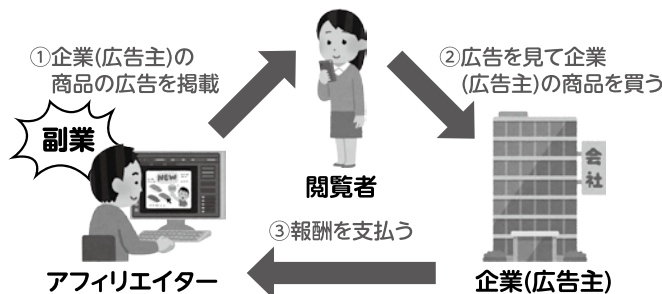 ①企業(広告主)の
商品の広告を掲載
②広告を見て企業
(広告主)の商品を買う
副業
NEW
会社
閲覧者
③報酬を支払う
アフィリエイター
企業(広告主)